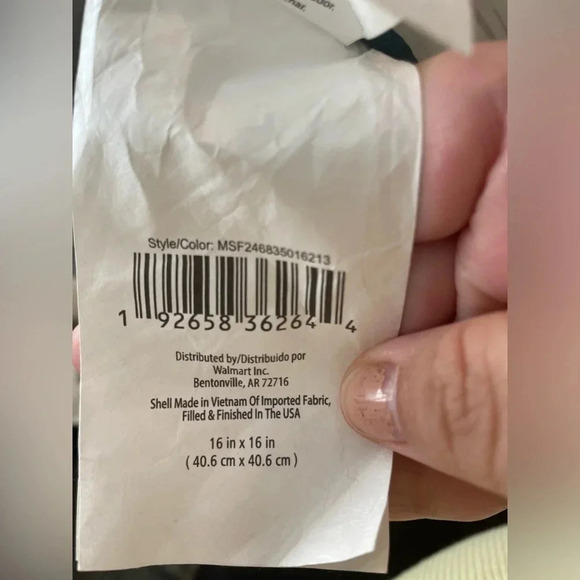 Style/Color: MSF246835016213
1 92658 36264 4
Distributed by/Distribuido por
Walmart Inc.
Bentonville, AR 72716
Shell Made in Vietnam Of Imported Fabric,
Filled & Finished In The USA
16 in x 16 in
( 40.6 cm x 40.6 cm )